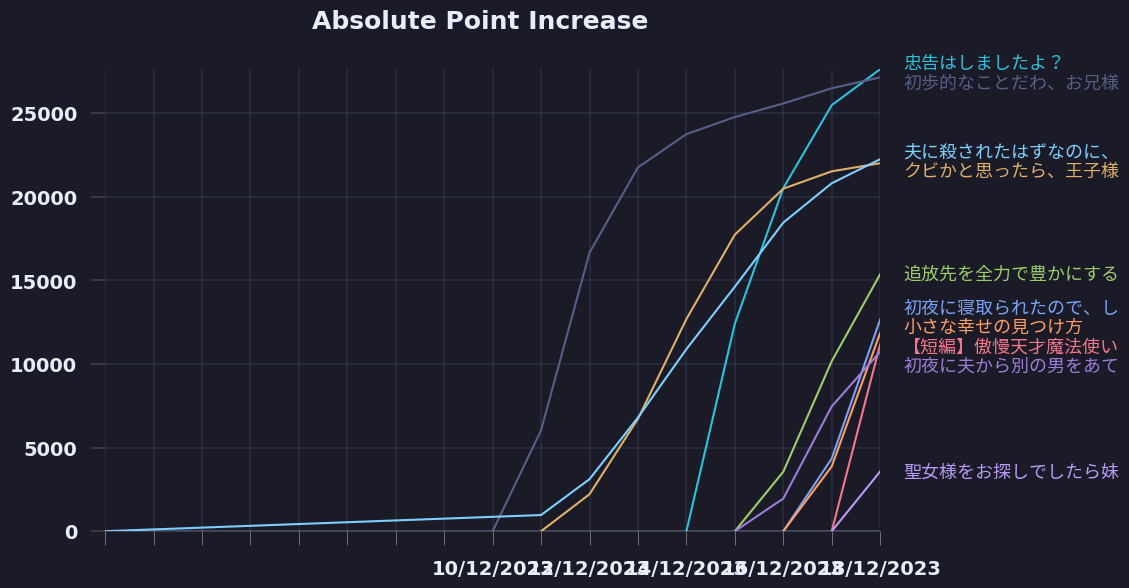 Absolute Point Increase
忠告はしましたよ？
初歩的なことだわ、お兄様
25000
夫に殺されたはずなのに、
クビかと思ったら、王子様
20000
追放先を全力で豊かにする
15000
初夜に寝取られたので、し
小さな幸せの見つけ方
【短編】傲慢天才魔法使い
10000
初夜に夫から別の男をあて
5000
聖女様をお探しでしたら妹
0
10/12/2023 12/12/2023 14/12/2023 16/12/2023 18/12/2023